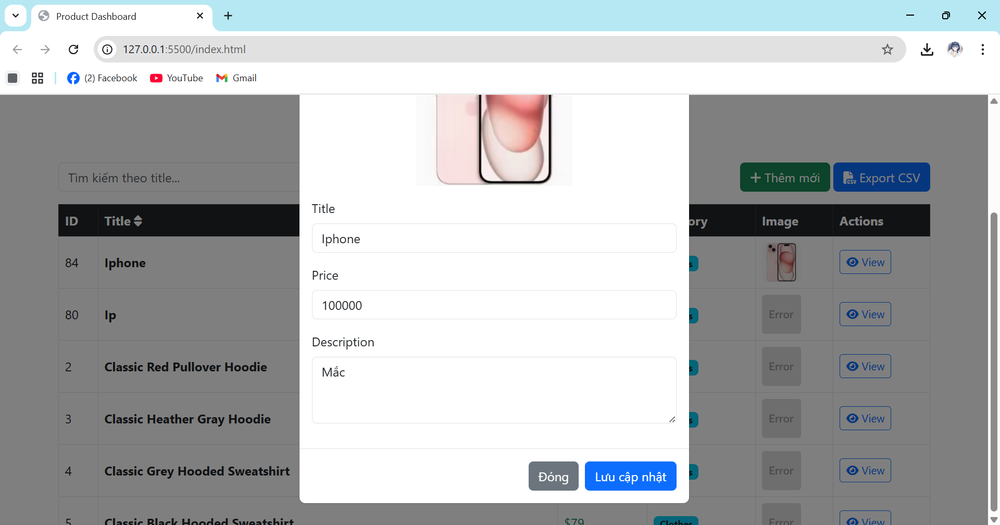 Product Dashboard
127.0.0.1:5500/index.html
(2) Facebook
YouTube
Gmail
Tìm kiếm theo title...
Thêm mới
CSV
Export CSV
ID
Title
ory
Image
Actions
84
Iphone
s
View
80
Ip
s
Error
View
2
Classic Red Pullover Hoodie
s
Error
View
3
Classic Heather Gray Hoodie
s
Error
View
4
Classic Grey Hooded Sweatshirt
s
Error
View
5
Classic Black Hooded Sweatshirt
$79
Clothes
Error
View
Title
Iphone
Price
100000
Description
Mắc
Đóng
Lưu cập nhật